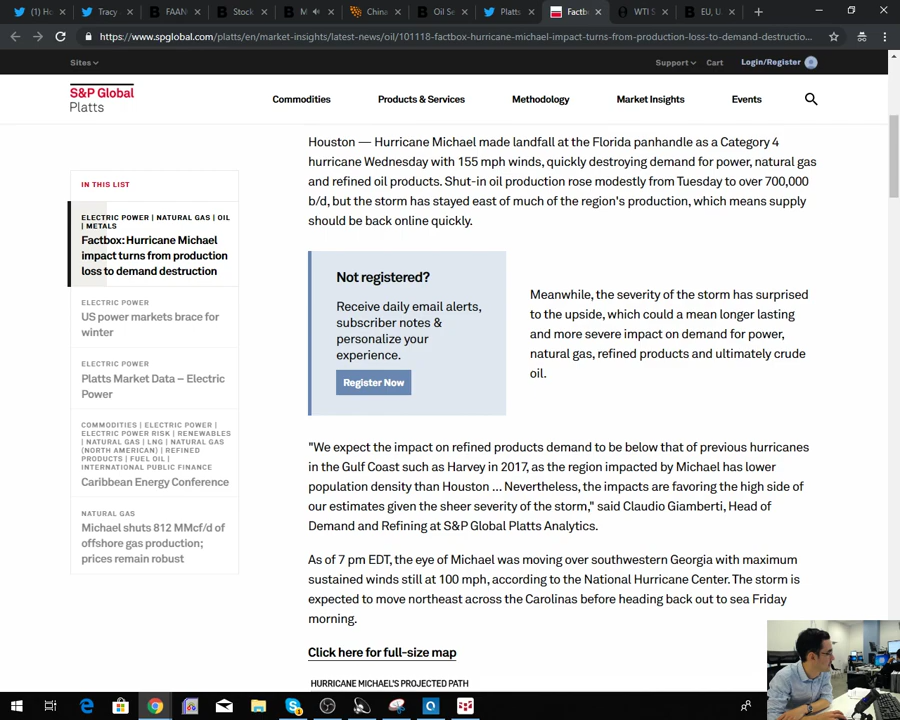 (1) Ho
Tracy
FAAN
Stock
M
China
Oil Se
Platts
Factb
WTI S
EU, U
https://www.spglobal.com/platts/en/market-insights/latest-news/oil/101118-factbox-hurricane-michael-impact-turns-from-production-loss-to-demand-destructio...
Sites
Support
Cart
Login/Register
S&P Global
Platts
Commodities
Products & Services
Methodology
Market Insights
Events
IN THIS LIST
ELECTRIC POWER | NATURAL GAS | OIL
| METALS
Factbox: Hurricane Michael
impact turns from production
loss to demand destruction
ELECTRIC POWER
US power markets brace for
winter
ELECTRIC POWER
Platts Market Data – Electric
Power
COMMODITIES | ELECTRIC POWER |
ELECTRIC POWER RISK | RENEWABLES
| NATURAL GAS | LNG | NATURAL GAS
(NORTH AMERICAN) | REFINED
PRODUCTS | FUEL OIL |
INTERNATIONAL PUBLIC FINANCE
Caribbean Energy Conference
NATURAL GAS
Michael shuts 812 MMcf/d of
offshore gas production;
prices remain robust
Houston — Hurricane Michael made landfall at the Florida panhandle as a Category 4
hurricane Wednesday with 155 mph winds, quickly destroying demand for power, natural gas
and refined oil products. Shut-in oil production rose modestly from Tuesday to over 700,000
b/d, but the storm has stayed east of much of the region's production, which means supply
should be back online quickly.
Not registered?
Receive daily email alerts,
subscriber notes &
personalize your
experience.
Register Now
Meanwhile, the severity of the storm has surprised
to the upside, which could a mean longer lasting
and more severe impact on demand for power,
natural gas, refined products and ultimately crude
oil.
"We expect the impact on refined products demand to be below that of previous hurricanes
in the Gulf Coast such as Harvey in 2017, as the region impacted by Michael has lower
population density than Houston ... Nevertheless, the impacts are favoring the high side of
our estimates given the sheer severity of the storm," said Claudio Giamberti, Head of
Demand and Refining at S&P Global Platts Analytics.
As of 7 pm EDT, the eye of Michael was moving over southwestern Georgia with maximum
sustained winds still at 100 mph, according to the National Hurricane Center. The storm is
expected to move northeast across the Carolinas before heading back out to sea Friday
morning.
Click here for full-size map
HURRICANE MICHAEL'S PROJECTED PATH